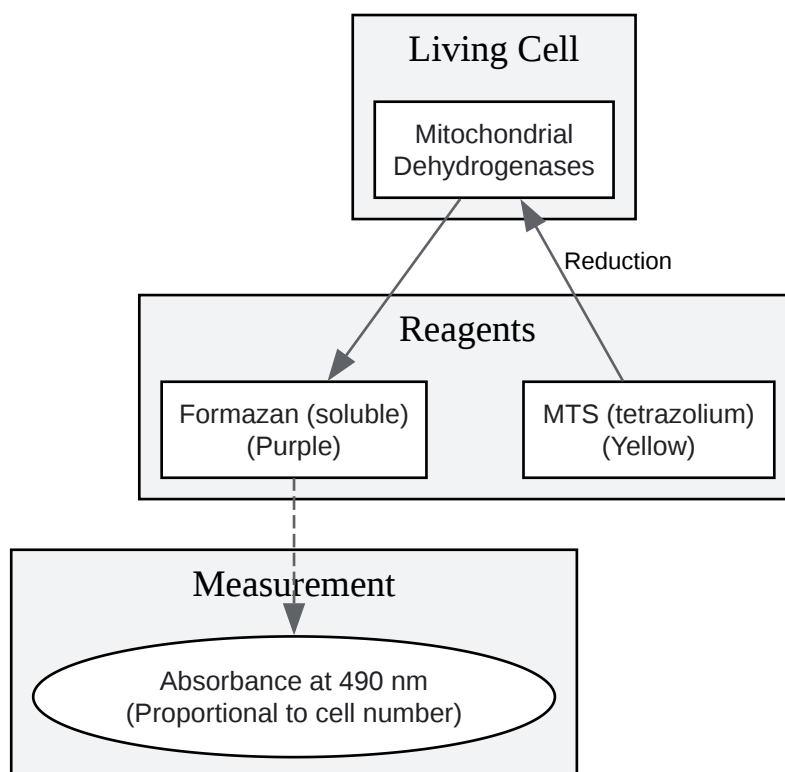 Living Cell
Mitochondrial
Dehydrogenases
Reduction
Reagents
Formazan (soluble)
(Purple)
MTS (tetrazolium)
(Yellow)
Measurement
Absorbance at 490 nm
(Proportional to cell number)